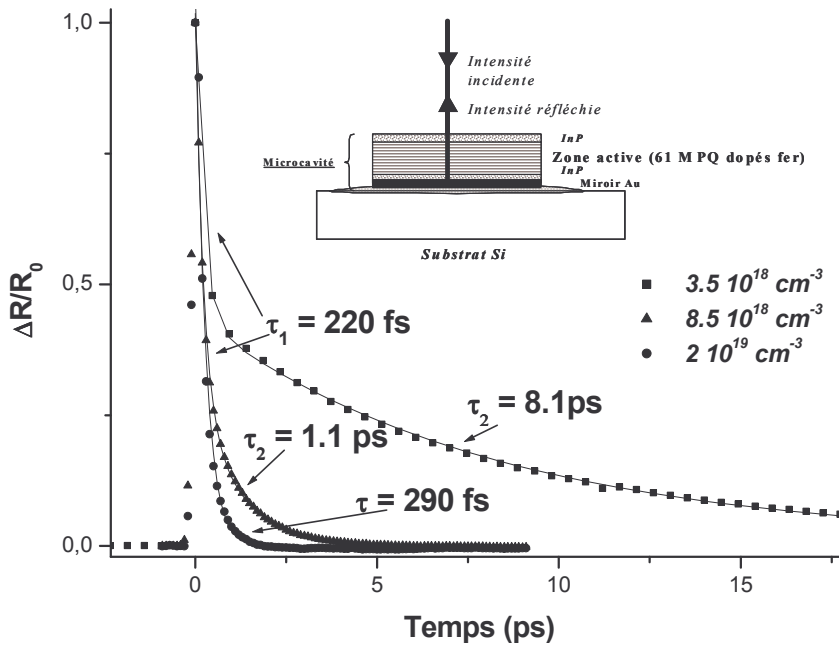 1,0
0,5
0,0
ΔR/R₀
0
5
10
15
Temps (ps)
Intensité
incidente
Intensité réfléchie
InP
Microcavité
Zone active (61 MPQ dopés fer)
InP
Miroir Au
Substrat Si
3.5 10¹⁸ cm⁻³
8.5 10¹⁸ cm⁻³
2 10¹⁹ cm⁻³
τ₁ = 220 fs
τ₂ = 8.1ps
τ₂ = 1.1 ps
τ = 290 fs